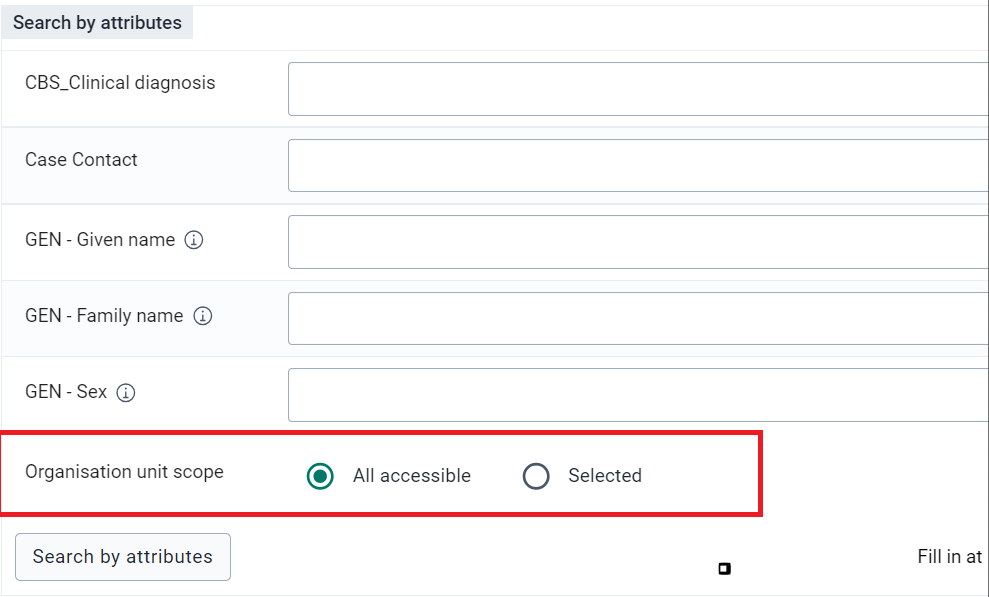 Search by attributes
CBS_Clinical diagnosis
Case Contact
GEN - Given name
GEN - Family name
GEN - Sex
Organisation unit scope All accessible Selected
Search by attributes Fill in at